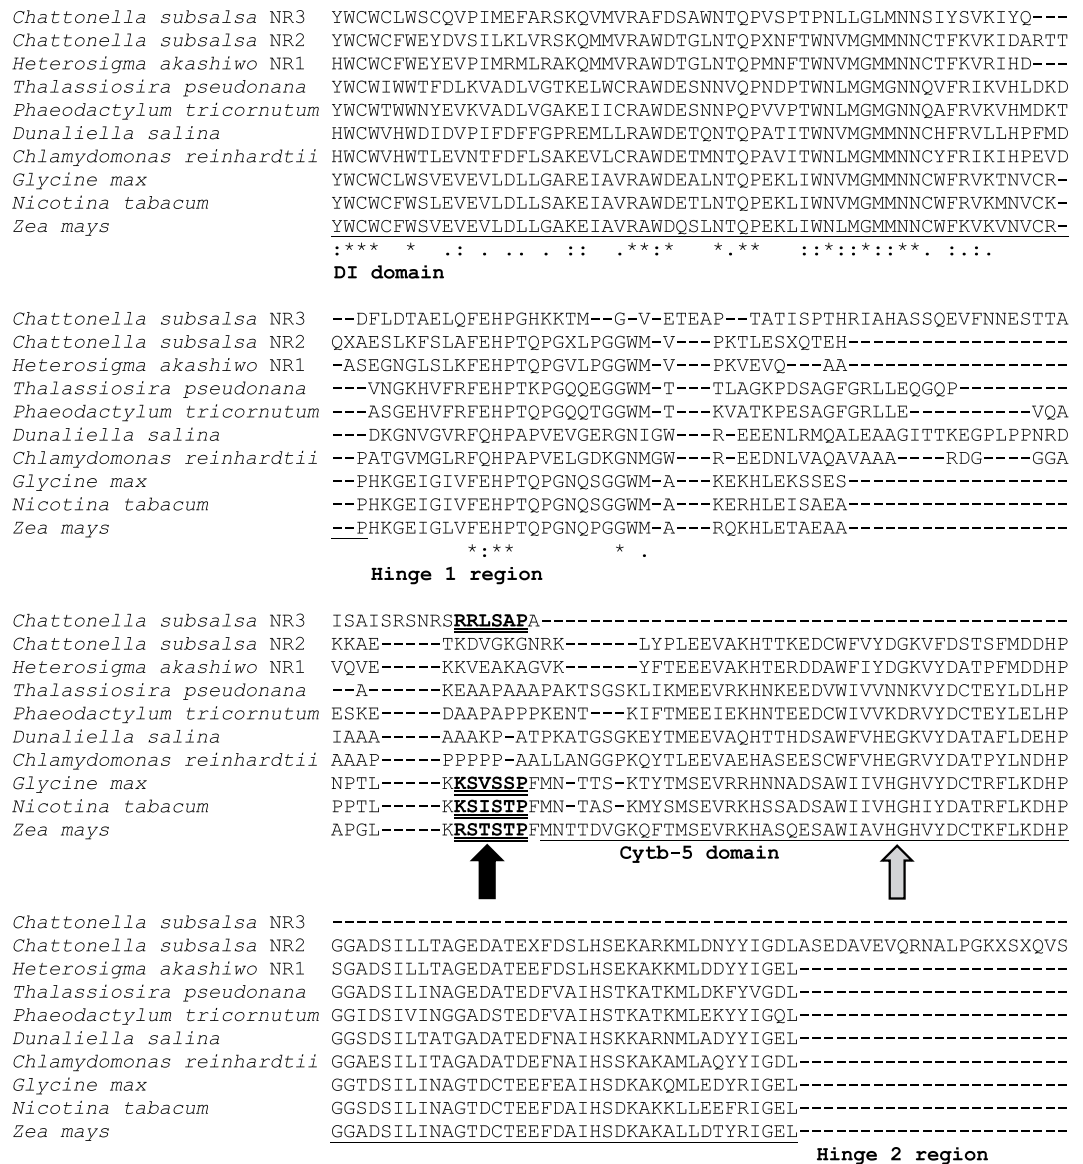 Chattonella subsalsa NR3 YWCWCLWSCQVPIMEFARSKQVMVRAFDSAWNTQPVSPTPNLLGLMNNSIYSVKIYQ---
Chattonella subsalsa NR2 YWCWCFWEYDVSILKLVRSKQMMVRAWDTGLNTQPXNFTWNVMGMMNNCTFKVKIDARTT
Heterosigma akashiwo NR1 HWCWCFWEYEVPIMRMLRAKQMMVRAWDTGLNTQPMNFTWNVMGMMNNCTFKVRIHD---
Thalassiosira pseudonana YWCWIWWTFDLKVADLVGTKELWCRAWDESNNVQPNDPTWNLMGMGNNQVFRIKVHLDKD
Phaeodactylum tricornutum YWCWTWWNYEVKVADLVGAKEIICRAWDESNNPQPVVPTWNLMGMGNNQAFRVKVHMDKT
Dunaliella salina HWCWVHWDIDVPIFDFFGPREMLLRAWDETQNTQPATITWNVMGMMNNCHFRVLLHPFMD
Chlamydomonas reinhardtii HWCWVHWTLEVNTFDFLSAKEVLCRAWDETMNTQPAVITWNLMGMMNNCYFRIKIHPEVD
Glycine max YWCWCLWSVEVEVLDLLGAREIAVRAWDEALNTQPEKLIWNLMGMMNNCWFRVKTNVCR-
Nicotina tabacum YWCWCFWSLEVEVLDLLSAKEIAVRAWDETLNTQPEKLIWNVMGMMNNCWFRVKMNVCK-
Zea mays YWCWCFWSVEVEVLDLLGAKEIAVRAWDQSLNTQPEKLIWNLMGMMNNCWFKVKVNVCR-
:*** * .: . .. . :: .**:* *.** ::*:*:**. :.:.
DI domain
Chattonella subsalsa NR3 --DFLDTAELQFEHPGHKKTM--G-V-ETEAP--TATISPTHRIAHASSQEVFNNESTTA
Chattonella subsalsa NR2 QXAESLKFSLAFEHPTQPGXLPGGWM-V---PKTLESXQTEH------------------
Heterosigma akashiwo NR1 -ASEGNGLSLKFEHPTQPGVLPGGWM-V---PKVEVQ---AA------------------
Thalassiosira pseudonana ---VNGKHVFRFEHPTKPGQQEGGWM-T---TLAGKPDSAGFGRLLEQGQP---------
Phaeodactylum tricornutum ---ASGEHVFRFEHPTQPGQQTGGWM-T---KVATKPESAGFGRLLE----------VQA
Dunaliella salina ---DKGNVGVRFQHPAPVEVGERGNIGW---R-EEENLRMQALEAAGITTKEGPLPPNRD
Chlamydomonas reinhardtii --PATGVMGLRFQHPAPVELGDKGNMGW---R-EEDNLVAQAVAAA----RDG----GGA
Glycine max --PHKGEIGIVFEHPTQPGNQSGGWM-A---KEKHLEKSSES------------------
Nicotina tabacum --PHKGEIGIVFEHPTQPGNQSGGWM-A---KERHLEISAEA------------------
Zea mays --PHKGEIGLVFEHPTQPGNQPGGWM-A---RQKHLETAEAA------------------
*:** * .
Hinge 1 region
Chattonella subsalsa NR3 ISAISRSNRSRRLSAPA-------------------------------------------
Chattonella subsalsa NR2 KKAE-----TKDVGKGNRK------LYPLEEVAKHTTKEDCWFVYDGKVFDSTSFMDDHP
Heterosigma akashiwo NR1 VQVE-----KKVEAKAGVK------YFTEEEVAKHTERDDAWFIYDGKVYDATPFMDDHP
Thalassiosira pseudonana --A------KEAAPAAAPAKTSGSKLIKMEEVRKHNKEEDVWIVVNNKVYDCTEYLDLHP
Phaeodactylum tricornutum ESKE-----DAAPAPPPKENT---KIFTMEEIEKHNTEEDCWIVVKDRVYDCTEYLELHP
Dunaliella salina IAAA-----AAAKP-ATPKATGSGKEYTMEEVAQHTTHDSAWFVHEGKVYDATAFLDEHP
Chlamydomonas reinhardtii AAAP-----PPPPP-AALLANGGPKQYTLEEVAEHASEESCWFVHEGRVYDATPYLNDHP
Glycine max NPTL-----KKSVSSPFMN-TTS-KTYTMSEVRRHNNADSAWIIVHGHVYDCTRFLKDHP
Nicotina tabacum PPTL-----KKSISTPFMN-TAS-KMYSMSEVRKHSSADSAWIIVHGHIYDATRFLKDHP
Zea mays APGL-----KRSTSTPFMNTTDVGKQFTMSEVRKHASQESAWIAVHGHVYDCTKFLKDHP
Cytb-5 domain
Chattonella subsalsa NR3 ------------------------------------------------------------
Chattonella subsalsa NR2 GGADSILLTAGEDATEXFDSLHSEKARKMLDNYYIGDLASEDAVEVQRNALPGKXSXQVS
Heterosigma akashiwo NR1 SGADSILLTAGEDATEEFDSLHSEKAKKMLDDYYIGEL----------------------
Thalassiosira pseudonana GGADSILINAGEDATEDFVAIHSTKATKMLDKFYVGDL----------------------
Phaeodactylum tricornutum GGIDSIVINGGADSTEDFVAIHSTKATKMLEKYYIGQL----------------------
Dunaliella salina GGSDSILTATGADATEDFNAIHSKKARNMLADYYIGEL----------------------
Chlamydomonas reinhardtii GGAESILITAGADATDEFNAIHSSKAKAMLAQYYIGDL----------------------
Glycine max GGTDSILINAGTDCTEEFEAIHSDKAKQMLEDYRIGEL----------------------
Nicotina tabacum GGSDSILINAGTDCTEEFDAIHSDKAKKLLEEFRIGEL----------------------
Zea mays GGADSILINAGTDCTEEFDAIHSDKAKALLDTYRIGEL----------------------
Hinge 2 region